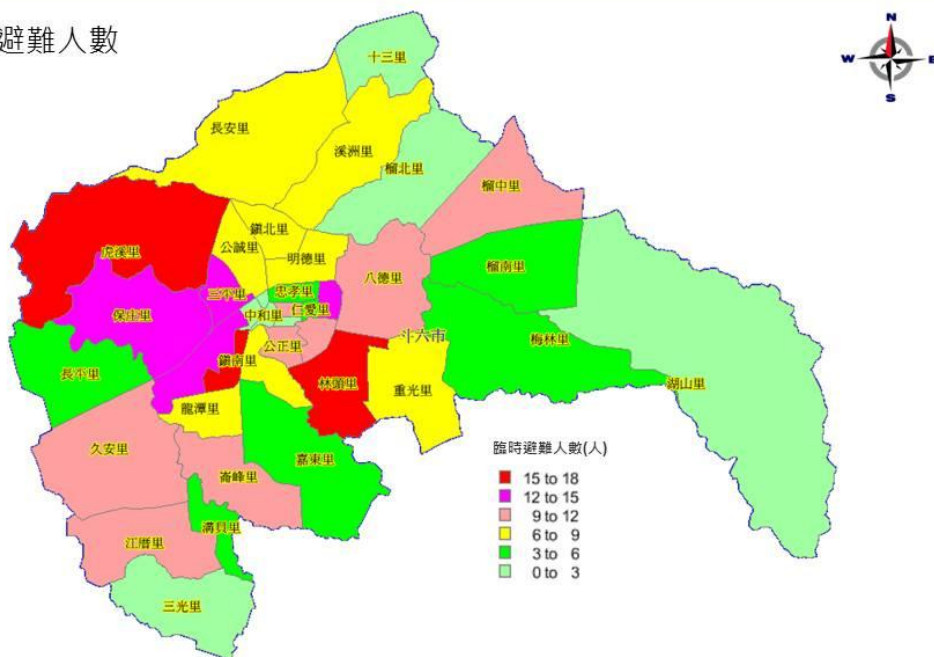 避難人數
N
W
E
S
十三里
長安里
溪洲里
榴北里
榴中里
鎮北里
公誠里
明德里
虎溪里
八德里
榴南里
三平里
忠孝里
保庄里
中和里
仁愛里
斗六市
梅林里
公正里
鎮南里
長平里
林頭里
重光里
湖山里
龍潭里
久安里
嘉東里
崙峰里
溝貝里
江厝里
三光里
臨時避難人數(人)
15 to 18
12 to 15
9 to 12
6 to 9
3 to 6
0 to 3